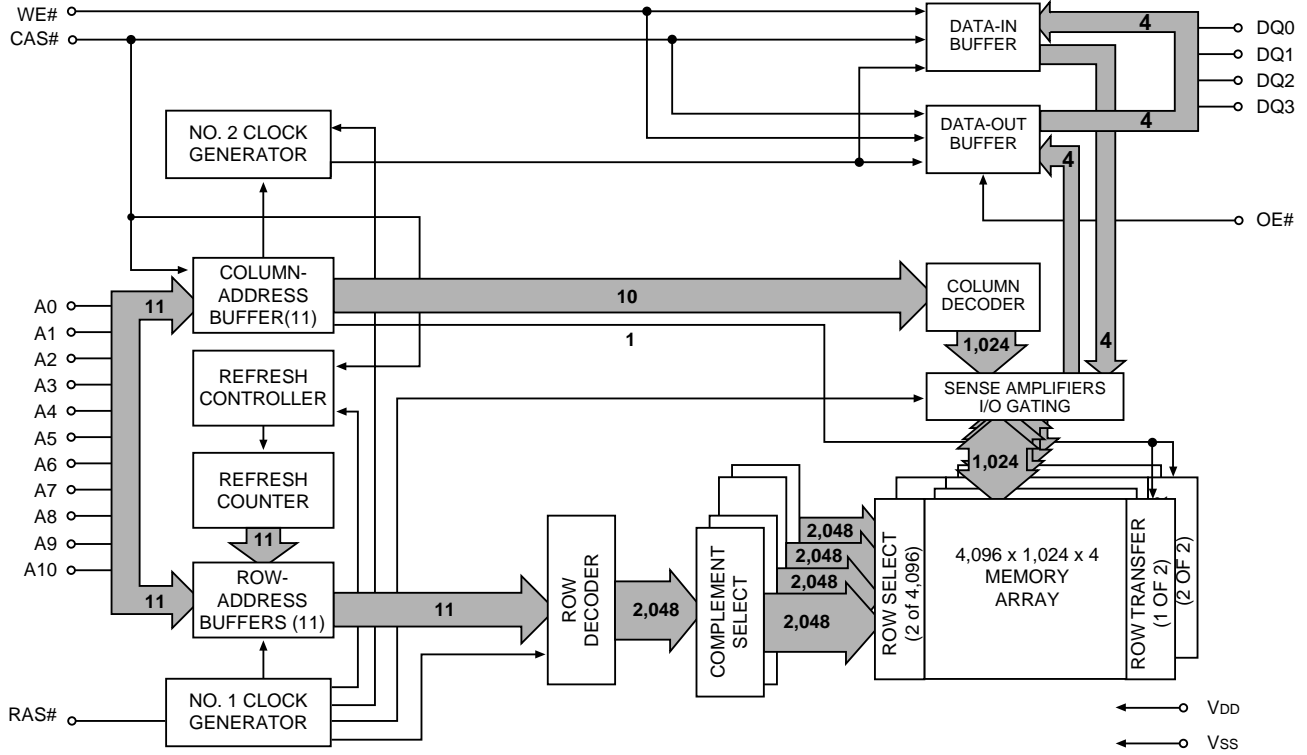 WE#
CAS#
DATA-IN
BUFFER
4
DQ0
DQ1
DQ2
DQ3
NO. 2 CLOCK
GENERATOR
DATA-OUT
BUFFER
4
4
OE#
COLUMN-
ADDRESS
BUFFER(11)
11
10
1
COLUMN
DECODER
1,024
4
A0
A1
A2
A3
A4
A5
A6
A7
A8
A9
A10
REFRESH
CONTROLLER
SENSE AMPLIFIERS
I/O GATING
1,024
REFRESH
COUNTER
11
ROW-
ADDRESS
BUFFERS (11)
11
11
ROW
DECODER
2,048
COMPLEMENT
SELECT
2,048
2,048
2,048
2,048
ROW SELECT
(2 of 4,096)
4,096 x 1,024 x 4
MEMORY
ARRAY
ROW TRANSFER
(1 OF 2)
(2 OF 2)
RAS#
NO. 1 CLOCK
GENERATOR
VDD
VSS